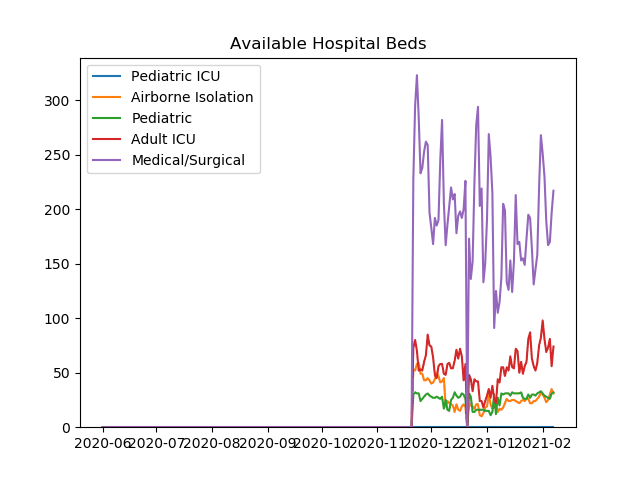 Available Hospital Beds
Pediatric ICU
Airborne Isolation
Pediatric
Adult ICU
Medical/Surgical
300
250
200
150
100
50
0
2020-06 2020-07 2020-08 2020-09 2020-10 2020-11 2020-12 2021-01 2021-02